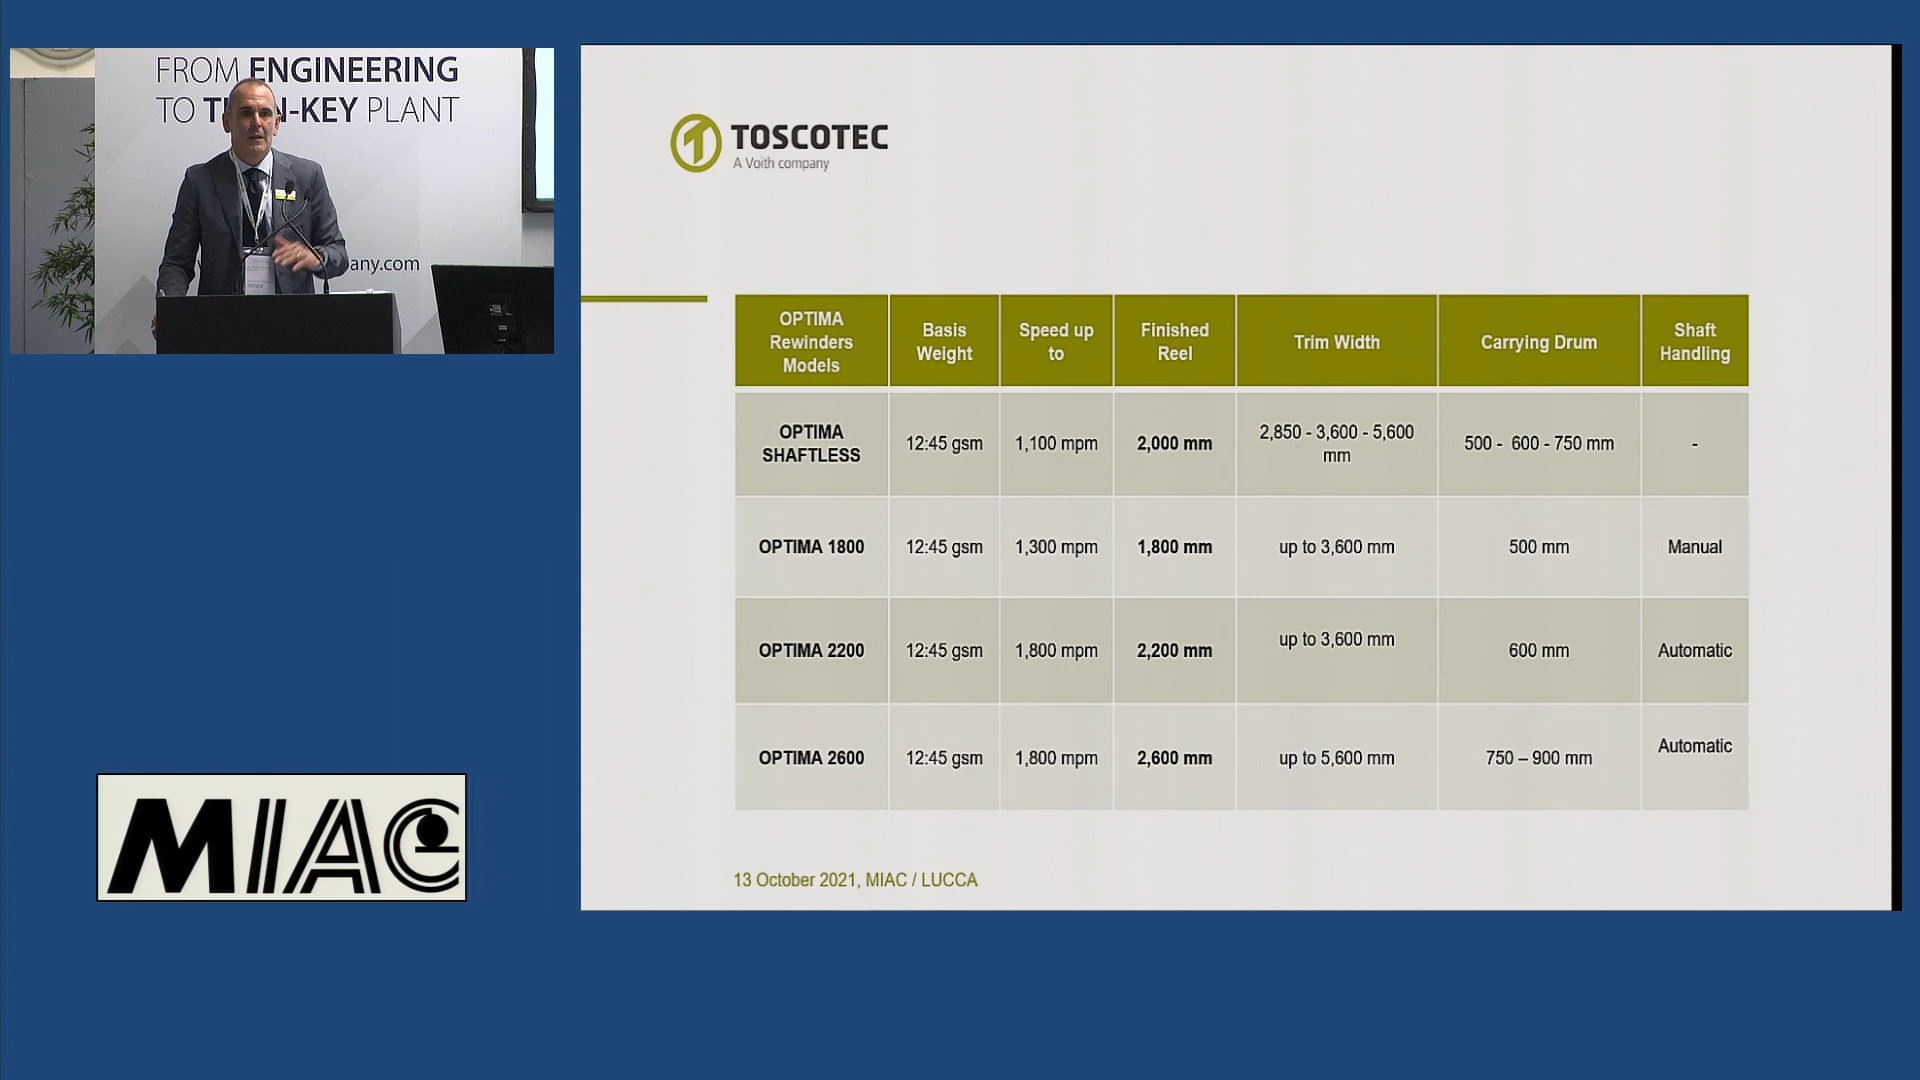 FROM ENGINEERING
TO T N-KEY PLANT
any.com
TOSCOTEC
A Voith company
OPTIMA Rewinders Models
Basis Weight
Speed up to
Finished Reel
Trim Width
Carrying Drum
Shaft Handling
OPTIMA SHAFTLESS
12:45 gsm
1,100 mpm
2,000 mm
2,850 - 3,600 - 5,600 mm
500 - 600 - 750 mm
-
OPTIMA 1800
12:45 gsm
1,300 mpm
1,800 mm
up to 3,600 mm
500 mm
Manual
OPTIMA 2200
12:45 gsm
1,800 mpm
2,200 mm
up to 3,600 mm
600 mm
Automatic
OPTIMA 2600
12:45 gsm
1,800 mpm
2,600 mm
up to 5,600 mm
750 – 900 mm
Automatic
13 October 2021, MIAC / LUCCA
MIAC